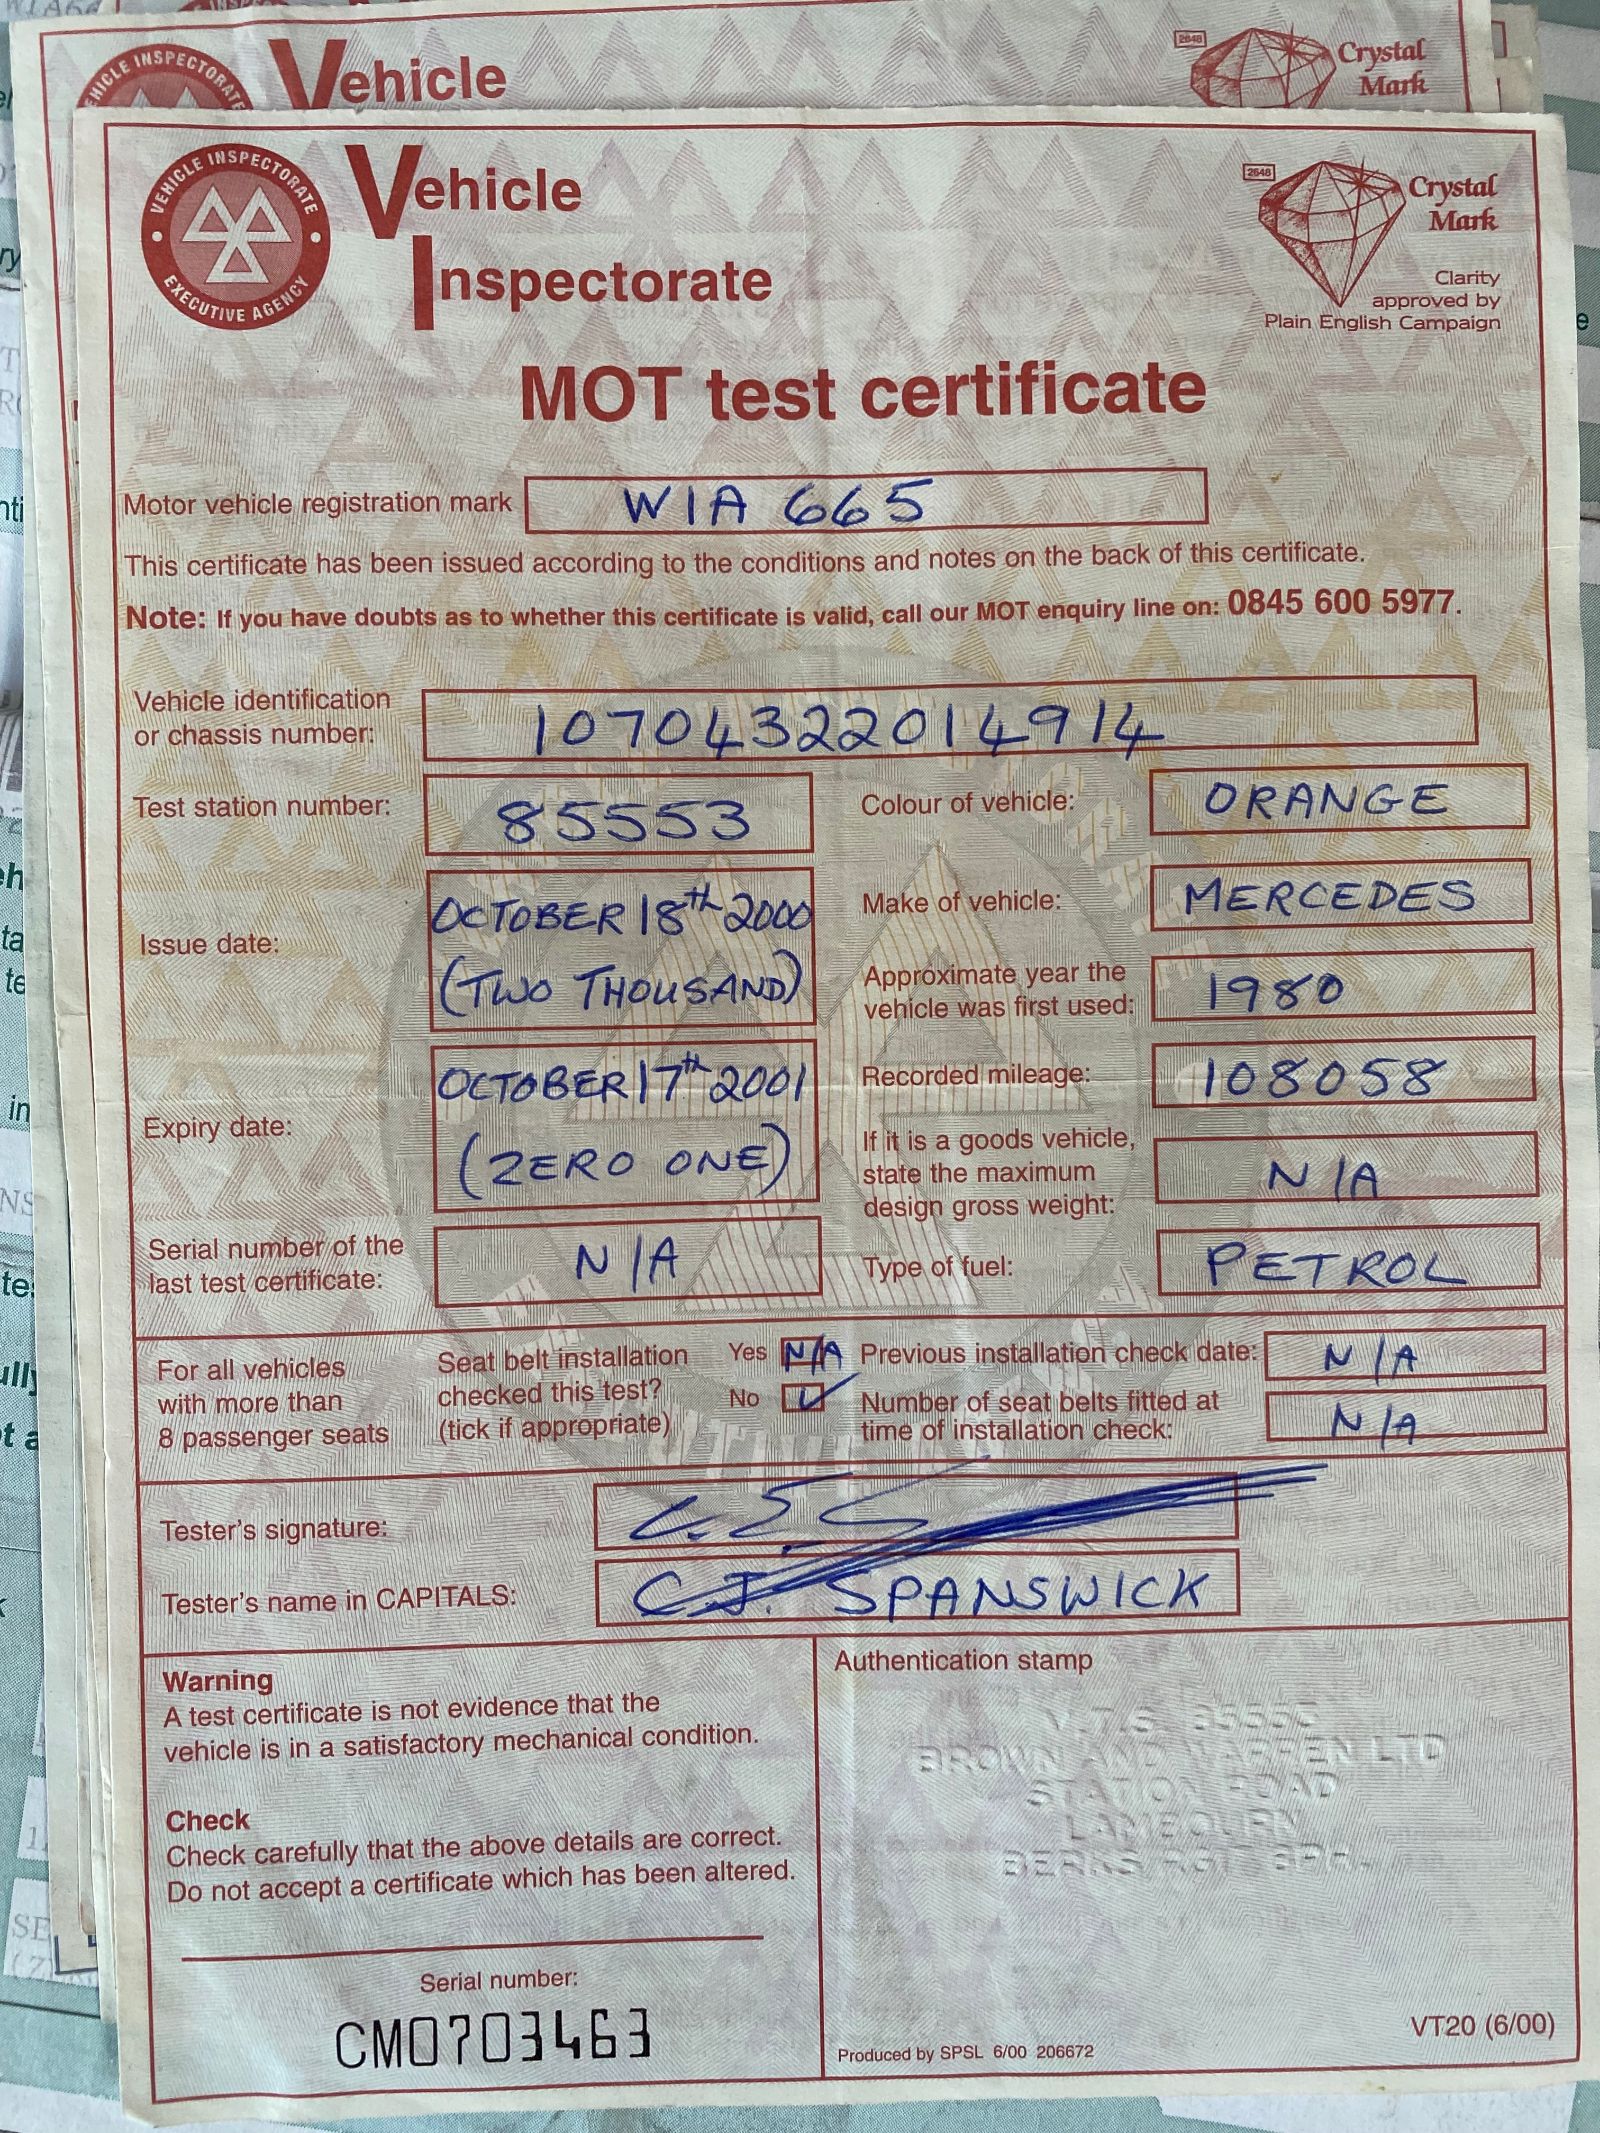 Vehicle
2648
Crystal
Mark
VEHICLE INSPECTORATE
EXECUTIVE AGENCY
Vehicle
Inspectorate
2648
Crystal
Mark
Clarity
approved by
Plain English Campaign
MOT test certificate
Motor vehicle registration mark WIA 665
This certificate has been issued according to the conditions and notes on the back of this certificate.
Note: If you have doubts as to whether this certificate is valid, call our MOT enquiry line on: 0845 600 5977.
Vehicle identification
or chassis number: 10704322014914
Test station number: 85553
Colour of vehicle: ORANGE
Issue date: OCTOBER 18th 2000
(TWO THOUSAND)
Make of vehicle: MERCEDES
Approximate year the
vehicle was first used: 1980
Expiry date: OCTOBER 17th 2001
(ZERO ONE)
Recorded mileage: 108058
If it is a goods vehicle,
state the maximum
design gross weight: N/A
Serial number of the
last test certificate: N/A
Type of fuel: PETROL
For all vehicles
with more than
8 passenger seats
Seat belt installation
checked this test?
(tick if appropriate)
Yes N/A
No
Previous installation check date: N/A
Number of seat belts fitted at
time of installation check: N/A
Tester's signature:
Tester's name in CAPITALS: C.J. SPANSWICK
Warning
A test certificate is not evidence that the
vehicle is in a satisfactory mechanical condition.
Check
Check carefully that the above details are correct.
Do not accept a certificate which has been altered.
Serial number:
CM0703463
Authentication stamp
V.T.S.
BROWN AND WARREN LTD
STATION ROAD
LAMBOURN
BERKS
Produced by SPSL 6/00 206672
VT20 (6/00)